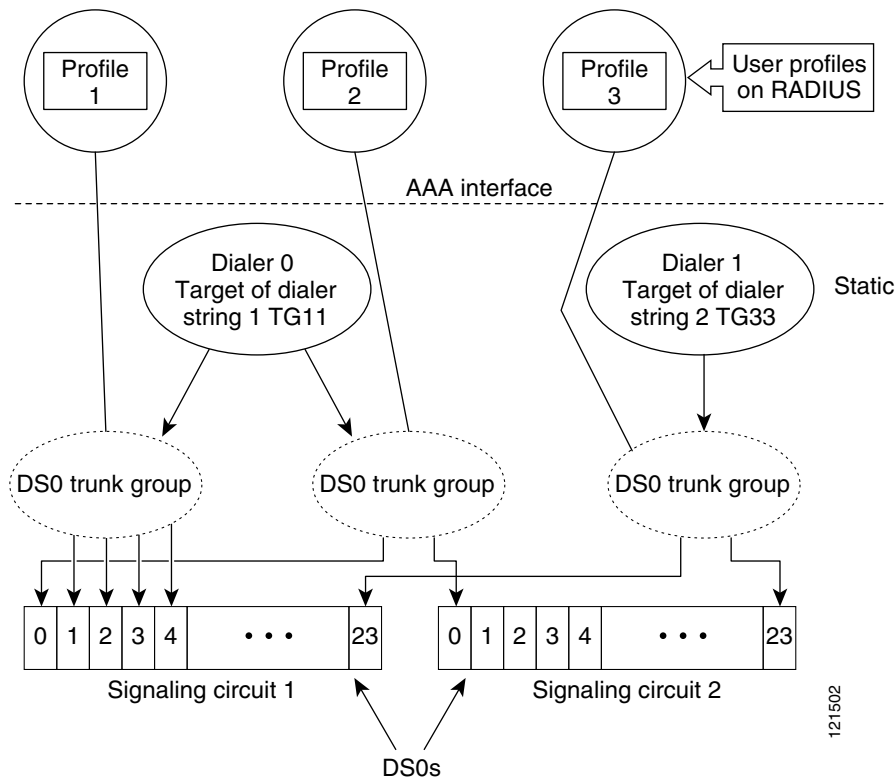 Profile
1
Profile
2
Profile
3
User profiles
on RADIUS
AAA interface
Dialer 0
Target of dialer
string 1 TG11
Dialer 1
Target of dialer
string 2 TG33
Static
DS0 trunk group
DS0 trunk group
DS0 trunk group
0 1 2 3 4 • • • 23
0 1 2 3 4 • • • 23
Signaling circuit 1
Signaling circuit 2
DS0s
121502